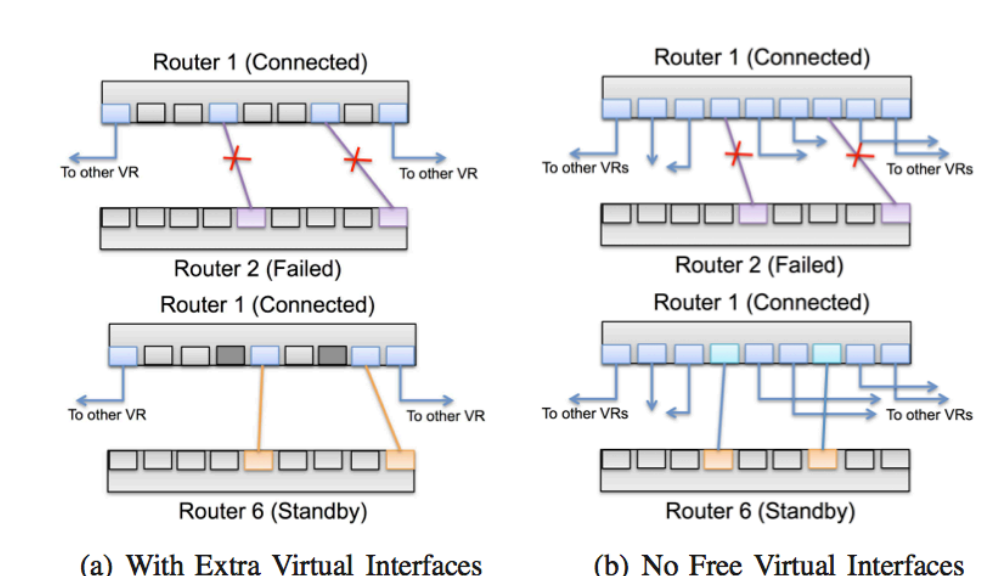 Router 1 (Connected)
To other VR
To other VR
Router 2 (Failed)
Router 1 (Connected)
To other VR
To other VR
Router 6 (Standby)
(a) With Extra Virtual Interfaces
Router 1 (Connected)
To other VRs
To other VRs
Router 2 (Failed)
Router 1 (Connected)
To other VRs
To other VRs
Router 6 (Standby)
(b) No Free Virtual Interfaces